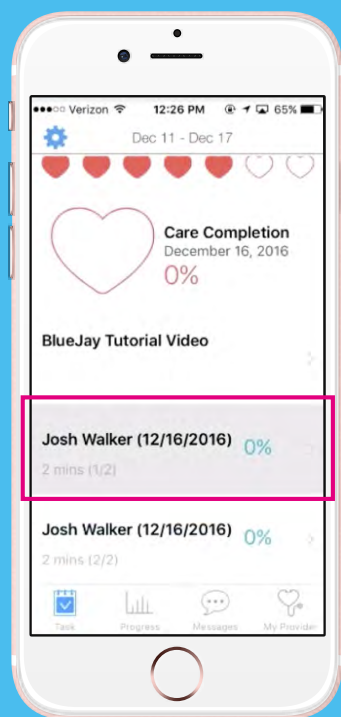 Verizon 12:26 PM 65%
Dec 11 - Dec 17
Care Completion
December 16, 2016
0%
BlueJay Tutorial Video
Josh Walker (12/16/2016) 0%
2 mins (1/2)
Josh Walker (12/16/2016) 0%
2 mins (2/2)
Task Progress Messages My Provider